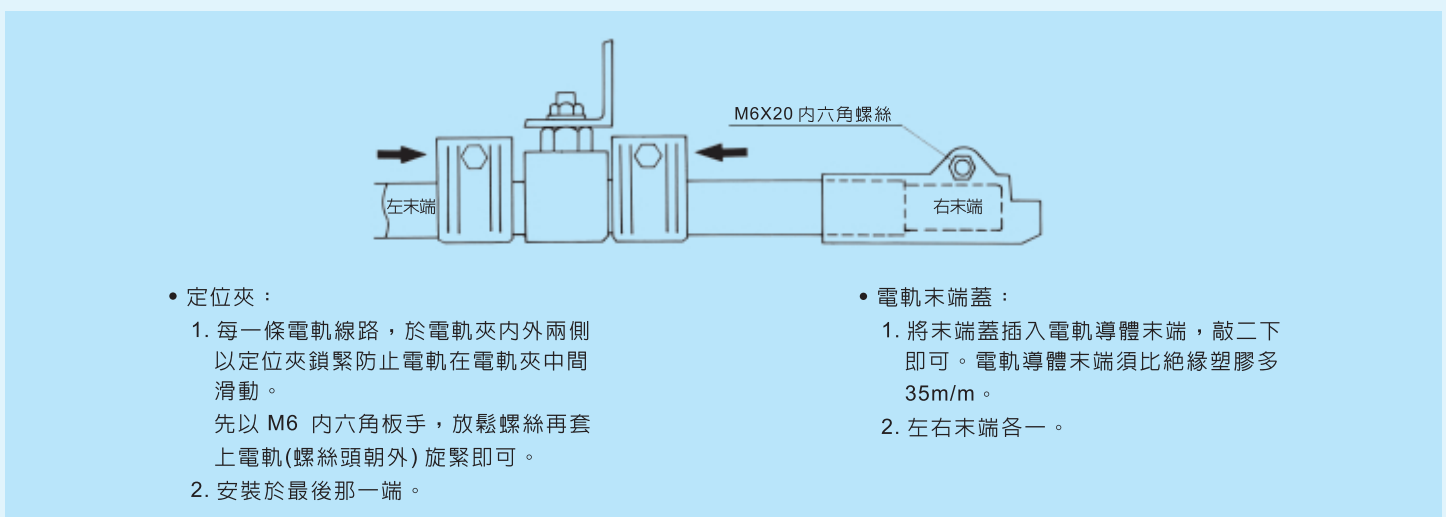 M6X20 内六角螺絲
左末端
右末端
• 定位夾：
1. 每一條電軌線路，於電軌夾内外兩側
以定位夾鎖緊防止電軌在電軌夾中間
滑動。
先以 M6 内六角板手，放鬆螺絲再套
上電軌(螺絲頭朝外) 旋緊即可。
2. 安裝於最後那一端。
• 電軌末端蓋：
1. 將末端蓋插入電軌導體末端，敲二下
即可。電軌導體末端須比絕緣塑膠多
35m/m。
2. 左右末端各一。